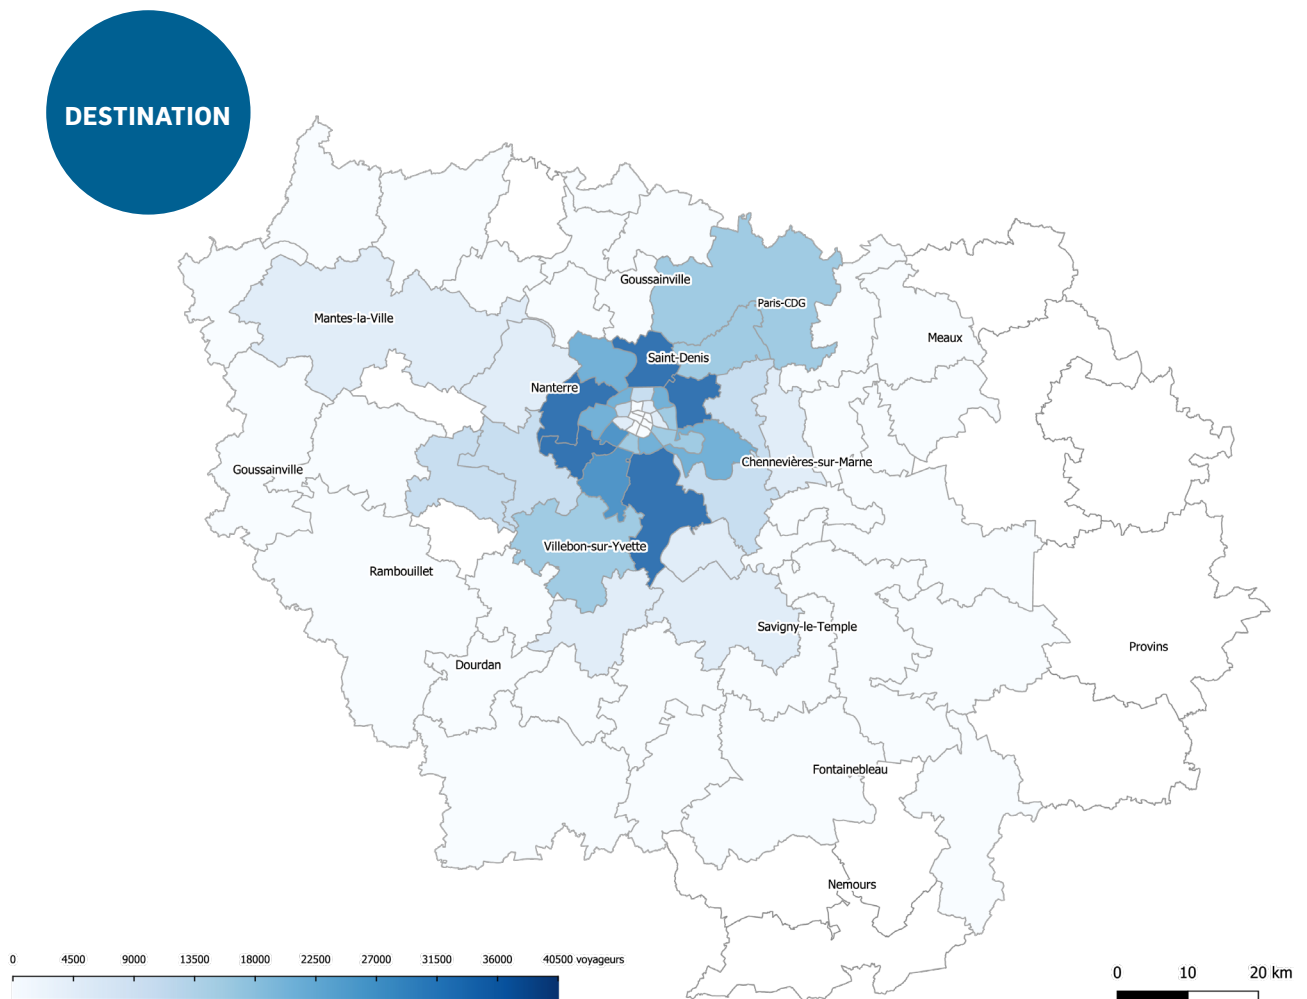 DESTINATION
Goussainville
Paris-CDG
Mantes-la-Ville
Meaux
Saint-Denis
Nanterre
Chennevières-sur-Marne
Goussainville
Villebon-sur-Yvette
Rambouillet
Savigny-le-Temple
Provins
Dourdan
Fontainebleau
Nemours
0 4500 9000 13500 18000 22500 27000 31500 36000 40500 voyageurs
0 10 20 km